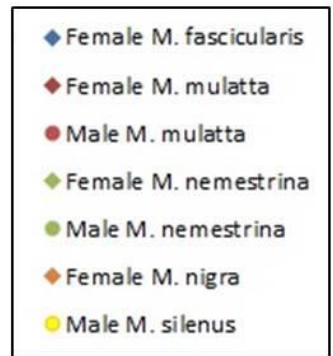 Female M. fascicularis
Female M. mulatta
Male M. mulatta
Female M. nemestrina
Male M. nemestrina
Female M. nigra
Male M. silenus